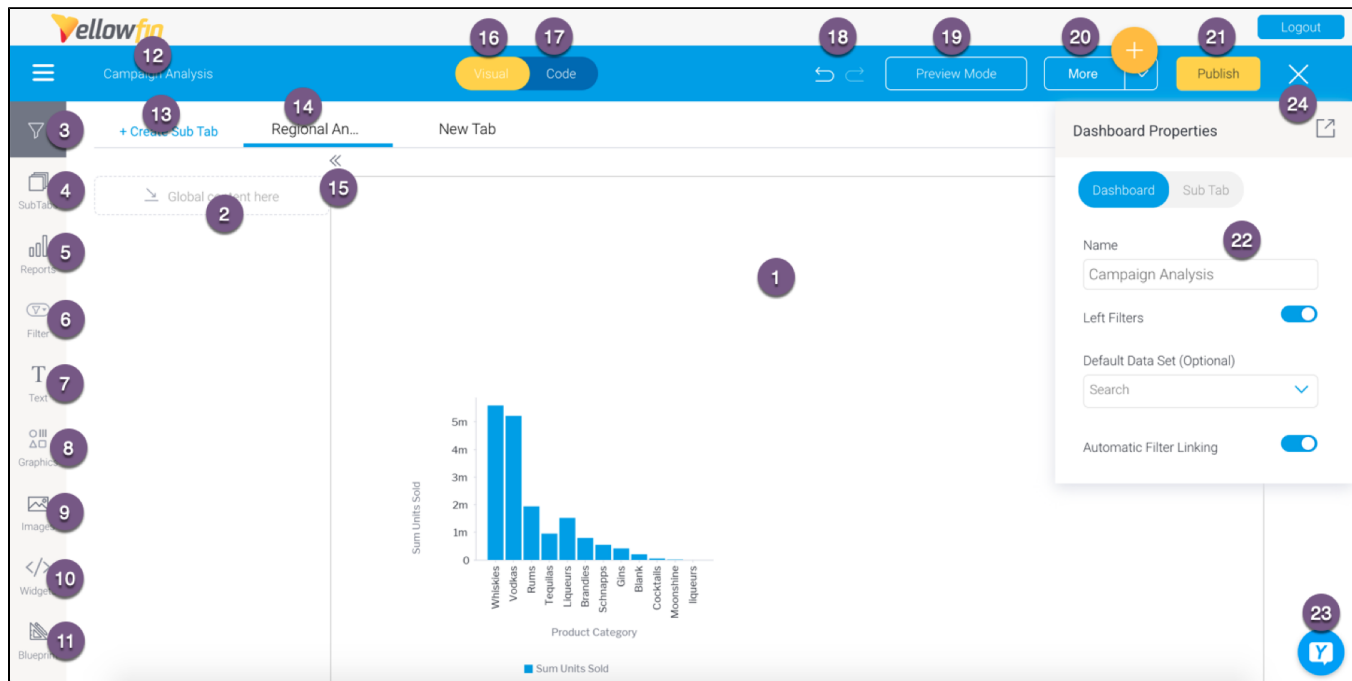 Yellowfin
Logout
16
17
18
19
20
21
12
Campaign Analysis
Visual
Code
Preview Mode
More
+
Publish
24
3
13
+ Create Sub Tab
14
Regional An...
New Tab
Dashboard Properties
15
4
SubTab
Global content here
2
Dashboard
Sub Tab
5
Reports
22
Name
Campaign Analysis
1
6
Filter
Left Filters
7
Text
Default Data Set (Optional)
Search
8
Graphics
Automatic Filter Linking
9
Images
10
Widget
11
Blueprin
5m
4m
3m
2m
1m
0
Sum Units Sold
Whiskies
Vodkas
Rums
Tequilas
Liqueurs
Brandies
Schnapps
Gins
Blank
Cocktails
Moonshine
liqueurs
Product Category
Sum Units Sold
23
Y